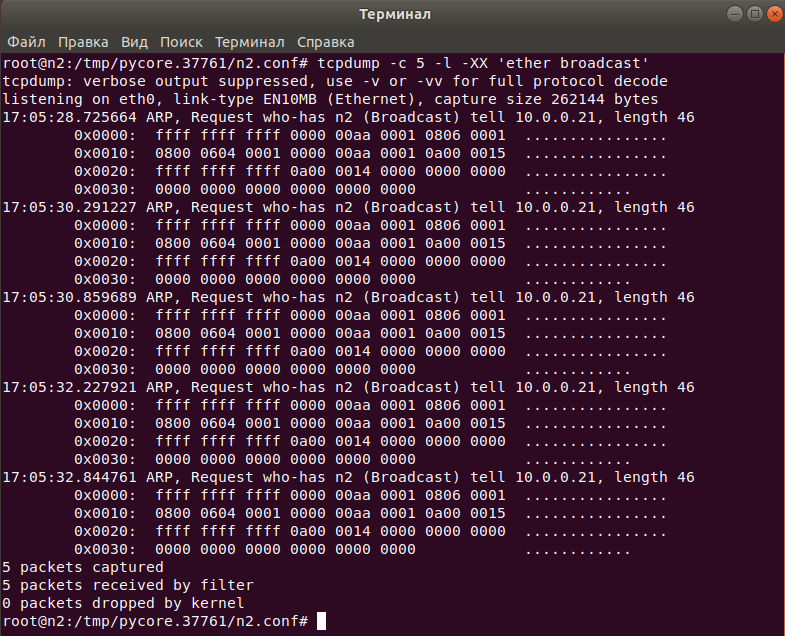 Терминал
Файл Правка Вид Поиск Терминал Справка
root@n2:/tmp/pycore.37761/n2.conf# tcpdump -c 5 -l -XX 'ether broadcast'
tcpdump: verbose output suppressed, use -v or -vv for full protocol decode
listening on eth0, link-type EN10MB (Ethernet), capture size 262144 bytes
17:05:28.725664 ARP, Request who-has n2 (Broadcast) tell 10.0.0.21, length 46
0x0000:  ffff ffff ffff 0000 00aa 0001 0806 0001  ................
0x0010:  0800 0604 0001 0000 00aa 0001 0a00 0015  ................
0x0020:  ffff ffff ffff 0a00 0014 0000 0000 0000  ................
0x0030:  0000 0000 0000 0000 0000 0000            ............
17:05:30.291227 ARP, Request who-has n2 (Broadcast) tell 10.0.0.21, length 46
0x0000:  ffff ffff ffff 0000 00aa 0001 0806 0001  ................
0x0010:  0800 0604 0001 0000 00aa 0001 0a00 0015  ................
0x0020:  ffff ffff ffff 0a00 0014 0000 0000 0000  ................
0x0030:  0000 0000 0000 0000 0000 0000            ............
17:05:30.859689 ARP, Request who-has n2 (Broadcast) tell 10.0.0.21, length 46
0x0000:  ffff ffff ffff 0000 00aa 0001 0806 0001  ................
0x0010:  0800 0604 0001 0000 00aa 0001 0a00 0015  ................
0x0020:  ffff ffff ffff 0a00 0014 0000 0000 0000  ................
0x0030:  0000 0000 0000 0000 0000 0000            ............
17:05:32.227921 ARP, Request who-has n2 (Broadcast) tell 10.0.0.21, length 46
0x0000:  ffff ffff ffff 0000 00aa 0001 0806 0001  ................
0x0010:  0800 0604 0001 0000 00aa 0001 0a00 0015  ................
0x0020:  ffff ffff ffff 0a00 0014 0000 0000 0000  ................
0x0030:  0000 0000 0000 0000 0000 0000            ............
17:05:32.844761 ARP, Request who-has n2 (Broadcast) tell 10.0.0.21, length 46
0x0000:  ffff ffff ffff 0000 00aa 0001 0806 0001  ................
0x0010:  0800 0604 0001 0000 00aa 0001 0a00 0015  ................
0x0020:  ffff ffff ffff 0a00 0014 0000 0000 0000  ................
0x0030:  0000 0000 0000 0000 0000 0000            ............
5 packets captured
5 packets received by filter
0 packets dropped by kernel
root@n2:/tmp/pycore.37761/n2.conf#